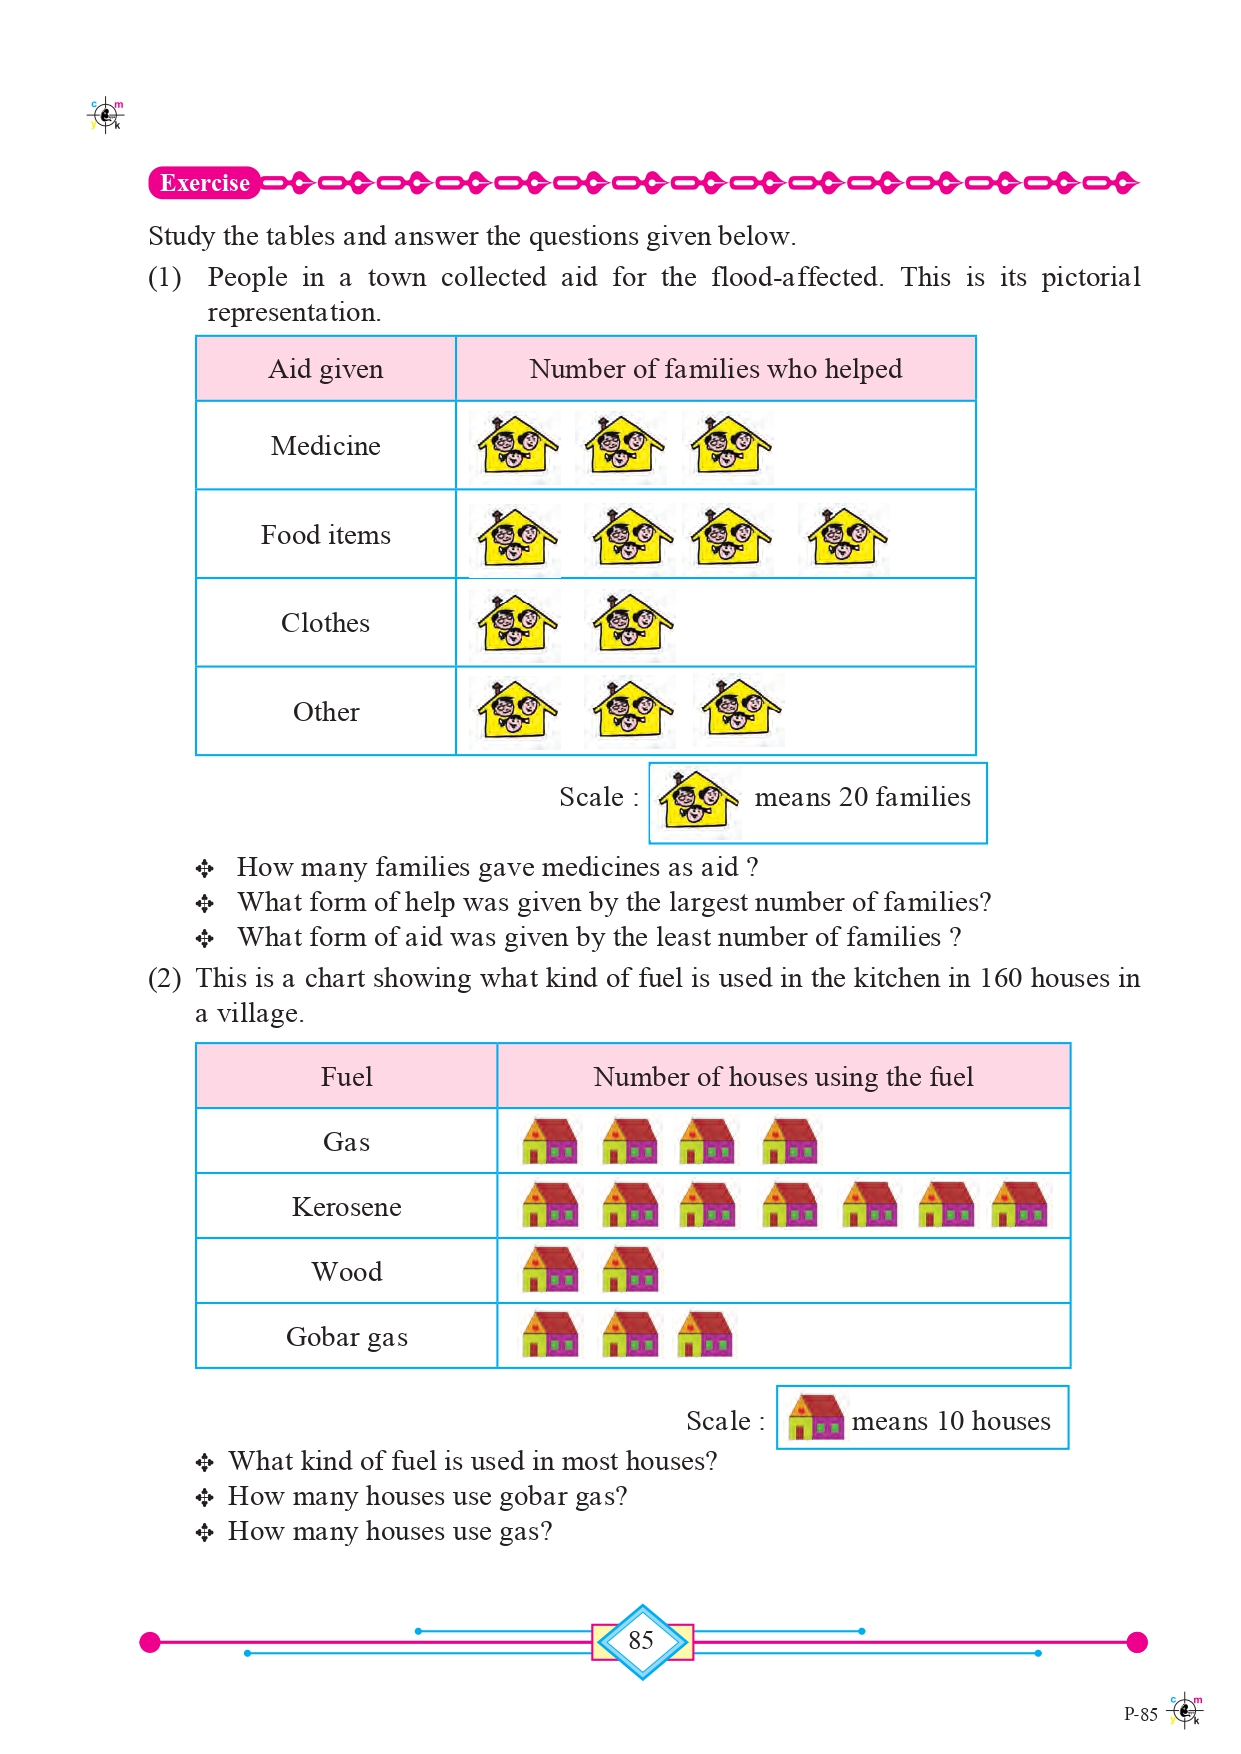 c m
y k
Exercise
Study the tables and answer the questions given below.
(1) People in a town collected aid for the flood-affected. This is its pictorial
representation.
Aid given Number of families who helped
Medicine
Food items
Clothes
Other
Scale : means 20 families
How many families gave medicines as aid ?
What form of help was given by the largest number of families?
What form of aid was given by the least number of families ?
(2) This is a chart showing what kind of fuel is used in the kitchen in 160 houses in
a village.
Fuel Number of houses using the fuel
Gas
Kerosene
Wood
Gobar gas
Scale : means 10 houses
What kind of fuel is used in most houses?
How many houses use gobar gas?
How many houses use gas?
85
P-85
c m
y k